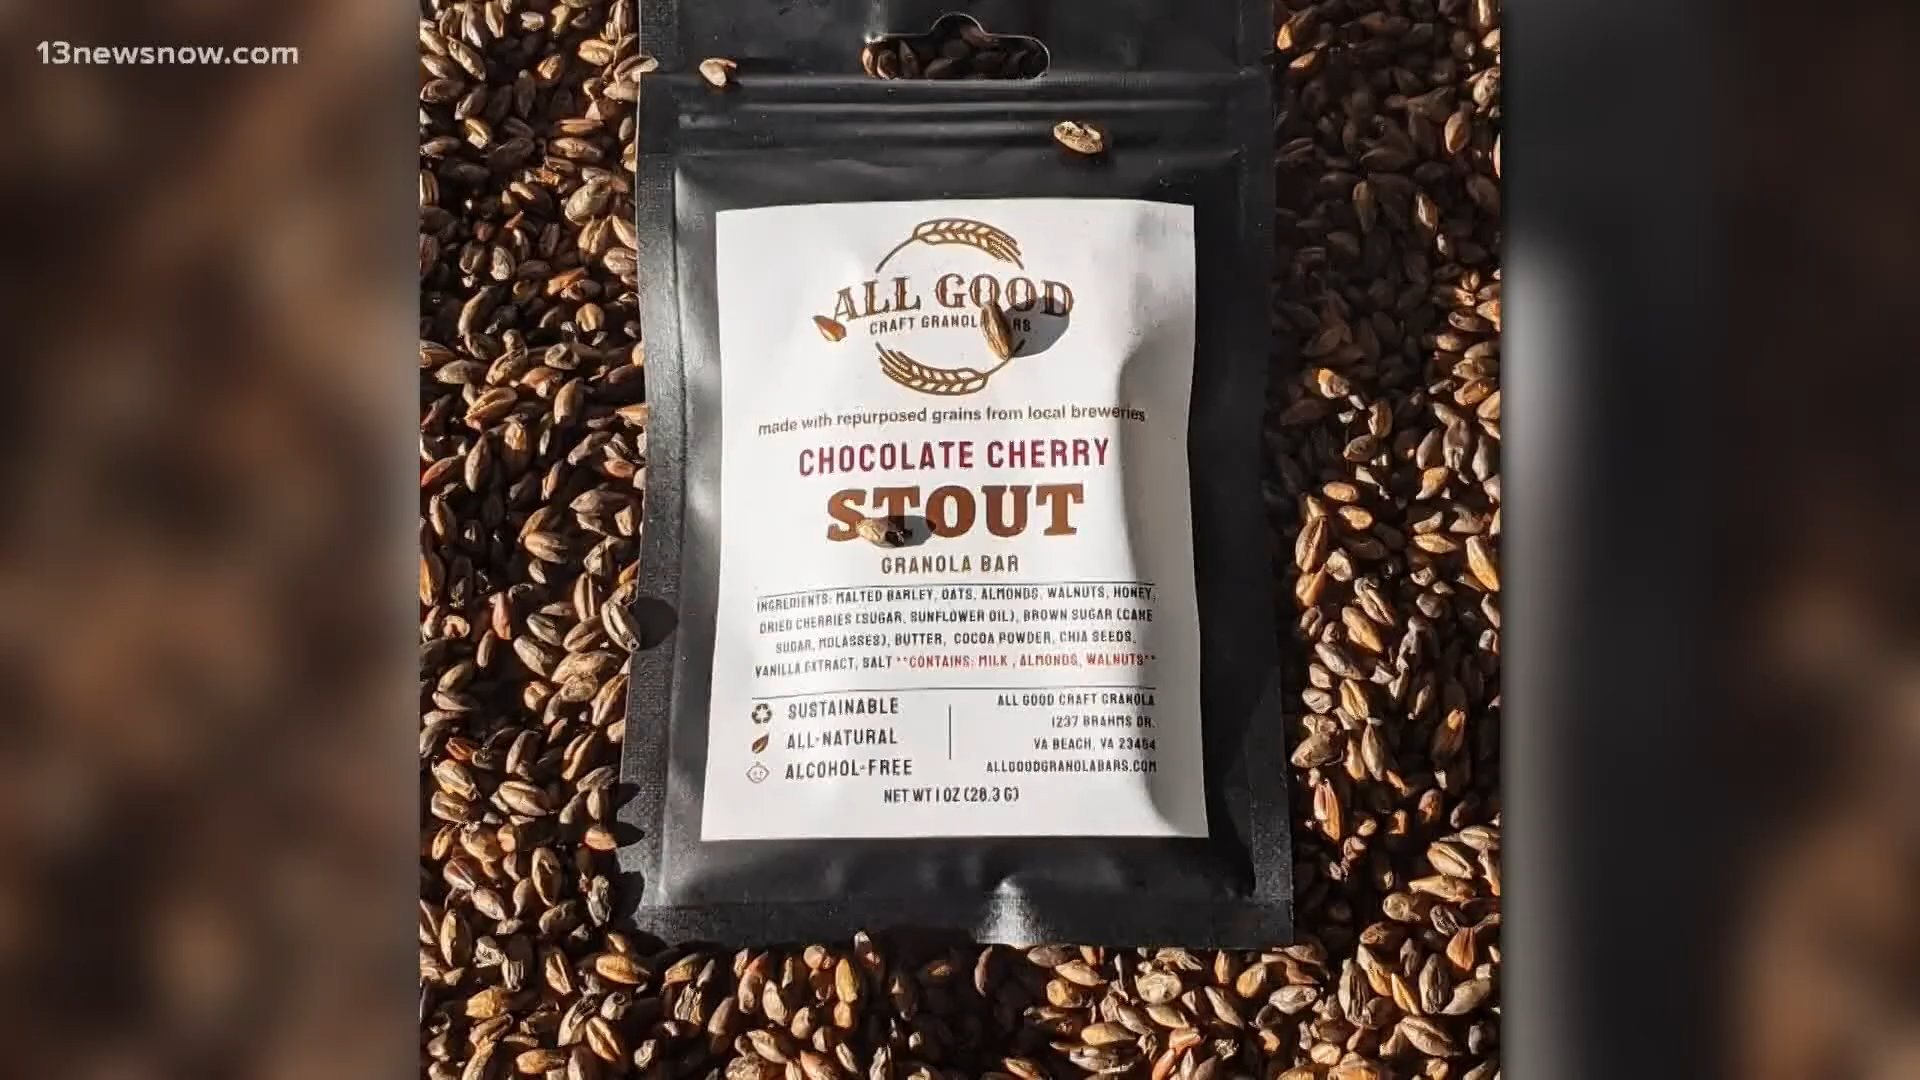 13newsnow.com
ALL GOOD
CRAFT GRANOLA BARS
made with repurposed grains from local breweries
CHOCOLATE CHERRY
STOUT
GRANOLA BAR
INGREDIENTS: MALTED BARLEY, OATS, ALMONDS, WALNUTS, HONEY,
DRIED CHERRIES (SUGAR, SUNFLOWER OIL), BROWN SUGAR (CANE
SUGAR, MOLASSES), BUTTER, COCOA POWDER, CHIA SEEDS,
VANILLA EXTRACT, SALT **CONTAINS: MILK , ALMONDS, WALNUTS**
SUSTAINABLE
ALL-NATURAL
ALCOHOL-FREE
ALL GOOD CRAFT GRANOLA
1237 BRAHMS DR.
VA BEACH, VA 23454
ALLGOODGRANOLABARS.COM
NET WT 1 OZ (28.3 G)